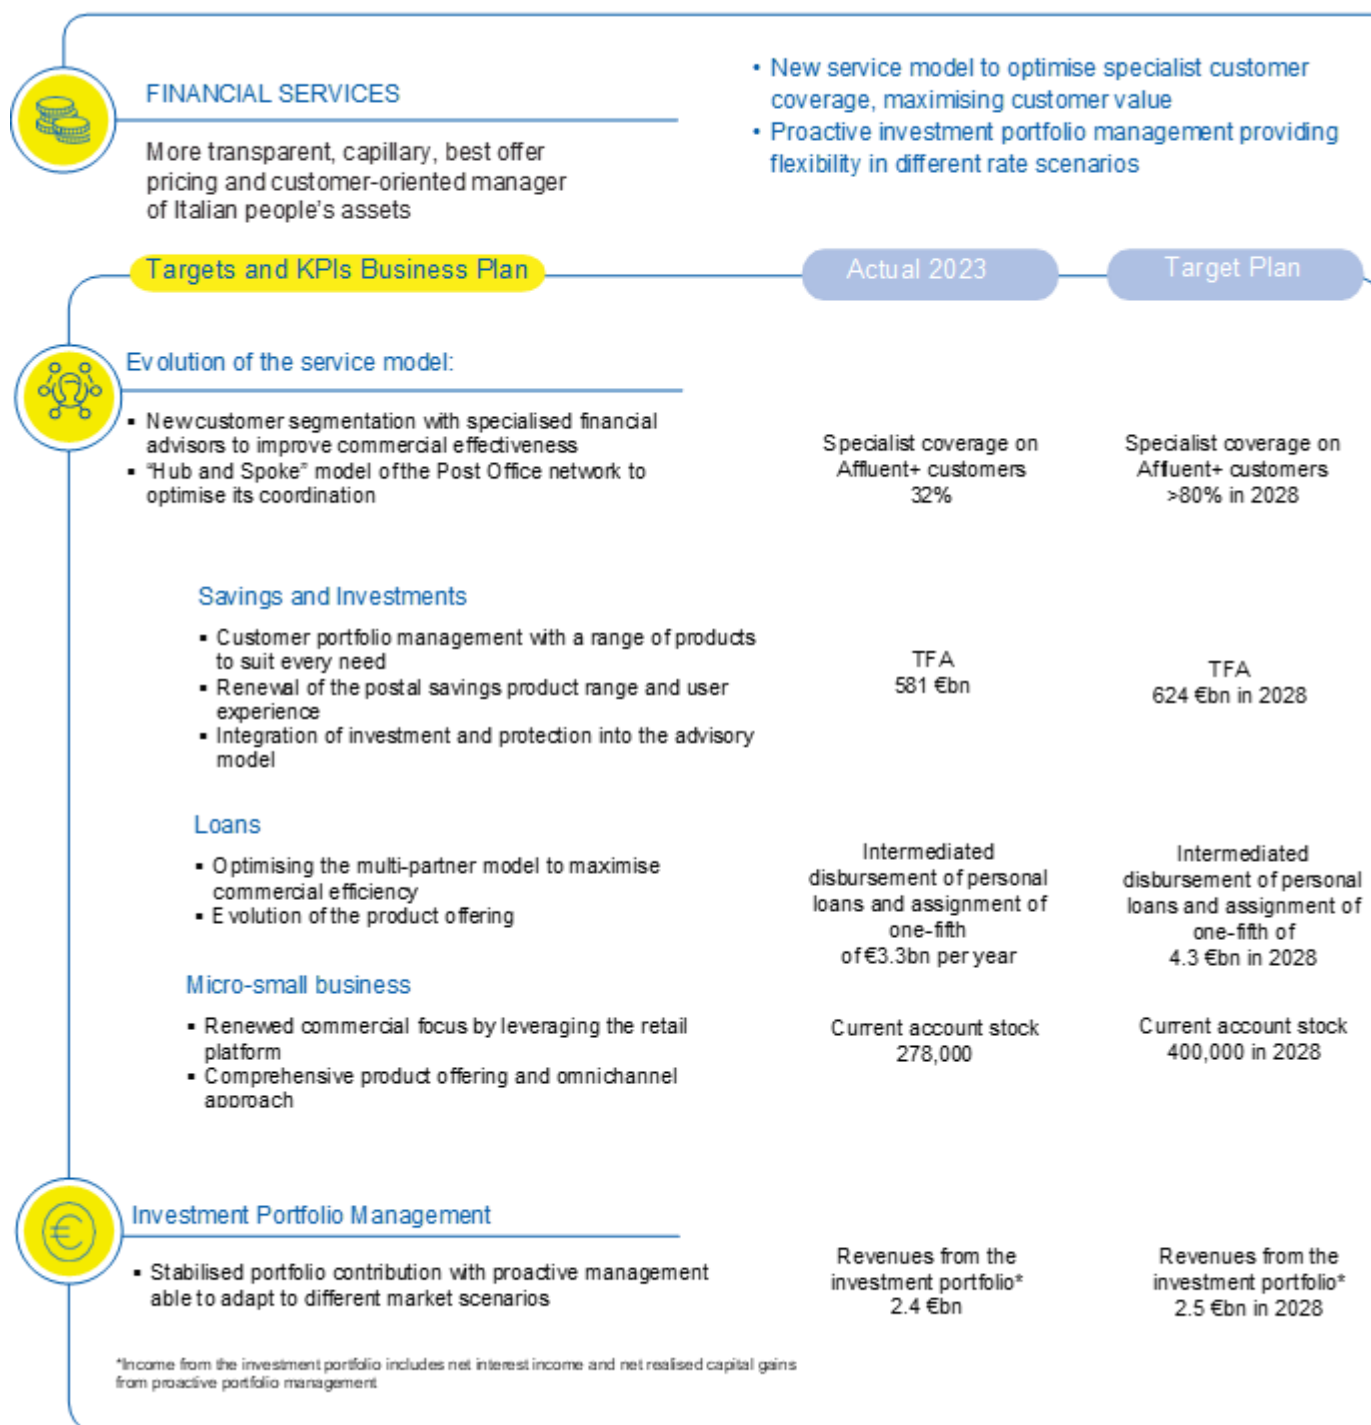 FINANCIAL SERVICES
More transparent, capillary, best offer
pricing and customer-oriented manager
of Italian people's assets
• New service model to optimise specialist customer
coverage, maximising customer value
• Proactive investment portfolio management providing
flexibility in different rate scenarios
Targets and KPIs Business Plan
Actual 2023
Target Plan
Evolution of the service model:
▪ New customer segmentation with specialised financial
advisors to improve commercial effectiveness
▪ “Hub and Spoke” model of the Post Office network to
optimise its coordination
Specialist coverage on
Affluent+ customers
32%
Specialist coverage on
Affluent+ customers
>80% in 2028
Savings and Investments
▪ Customer portfolio management with a range of products
to suit every need
▪ Renewal of the postal savings product range and user
experience
▪ Integration of investment and protection into the advisory
model
TFA
581 €bn
TFA
624 €bn in 2028
Loans
▪ Optimising the multi-partner model to maximise
commercial efficiency
▪ Evolution of the product offering
Intermediated
disbursement of personal
loans and assignment of
one-fifth
of €3.3bn per year
Intermediated
disbursement of personal
loans and assignment of
one-fifth of
4.3 €bn in 2028
Micro-small business
▪ Renewed commercial focus by leveraging the retail
platform
▪ Comprehensive product offering and omnichannel
approach
Current account stock
278,000
Current account stock
400,000 in 2028
Investment Portfolio Management
▪ Stabilised portfolio contribution with proactive management
able to adapt to different market scenarios
Revenues from the
investment portfolio*
2.4 €bn
Revenues from the
investment portfolio*
2.5 €bn in 2028
*Income from the investment portfolio includes net interest income and net realised capital gains
from proactive portfolio management